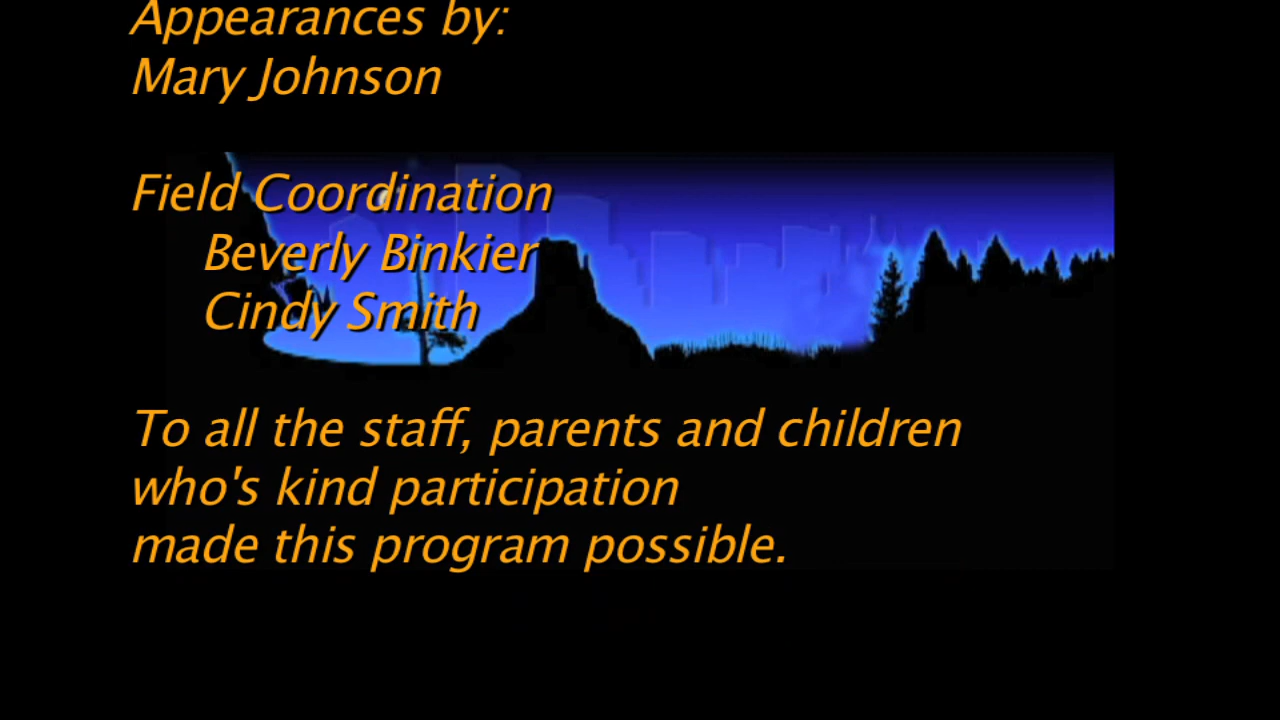 Appearances by:
Mary Johnson
Field Coordination
Beverly Binkier
Cindy Smith
To all the staff, parents and children
who's kind participation
made this program possible.